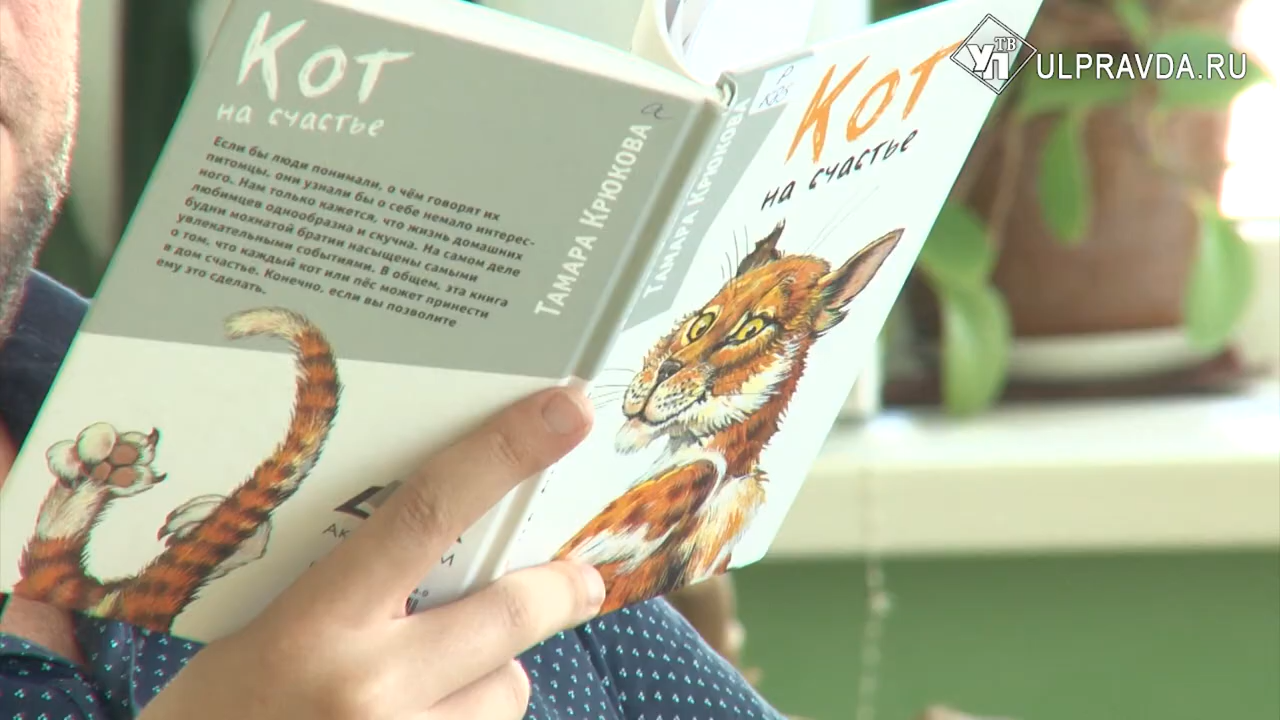 Кот
на счастье
Если бы люди понимали, о чём говорят их
питомцы, они узнали бы о себе немало интерес-
ного. Нам только кажется, что жизнь домашних
любимцев однообразна и скучна. На самом деле
будни мохнатой братии насыщены самыми
увлекательными событиями. В общем, эта книга
о том, что каждый кот или пёс может принести
в дом счастье. Конечно, если вы позволите
ему это сделать.
Тамара Крюкова
Тамара Крюкова
Кот
на счастье
УП ТВ
ULPRAVDA.RU